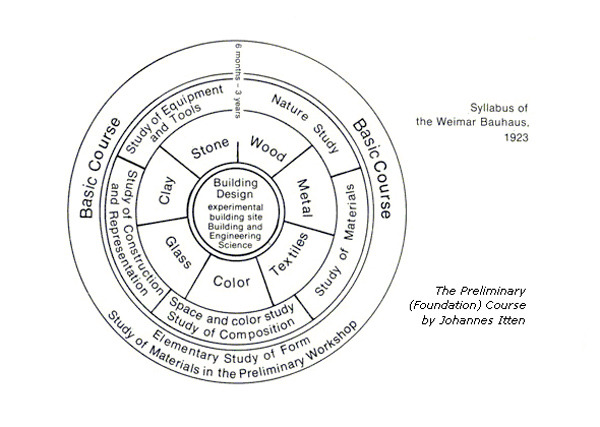 Basic Course
Basic Course
6 months – 3 years
Study of Equipment
and Tools
Nature Study
Study of Materials
Space and color study
Study of Composition
Study of Construction
and Representation
Elementary Study of Form
Study of Materials in the Preliminary Workshop
Stone
Wood
Metal
Textiles
Color
Glass
Clay
Building
Design
experimental
building site
Building and
Engineering
Science
Syllabus of
the Weimar Bauhaus,
1923
The Preliminary
(Foundation) Course
by Johannes Itten